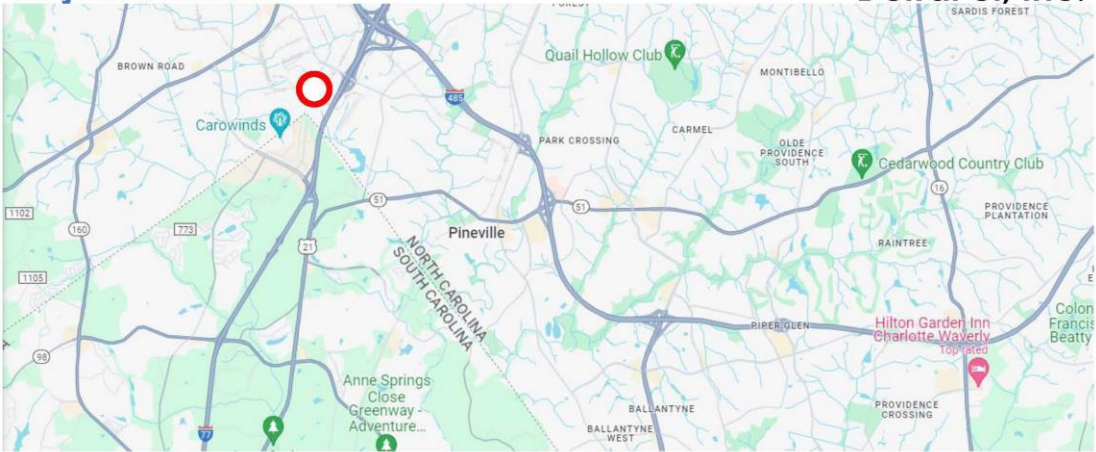 SARDIS FOREST
BROWN ROAD
Quail Hollow Club
MONTIBELLO
485
Carowinds
PARK CROSSING
CARMEL
OLDE
PROVIDENCE
SOUTH
Cedarwood Country Club
16
1102
51
51
160
773
Pineville
PROVIDENCE
PLANTATION
21
NORTH CAROLINA
SOUTH CAROLINA
RAINTREE
1105
PIPER GLEN
Hilton Garden Inn
Charlotte Waverly
Top rated
Colon
Francis
Beatty
98
Anne Springs
Close
Greenway -
Adventure...
77
BALLANTYNE
BALLANTYNE
WEST
PROVIDENCE
CROSSING